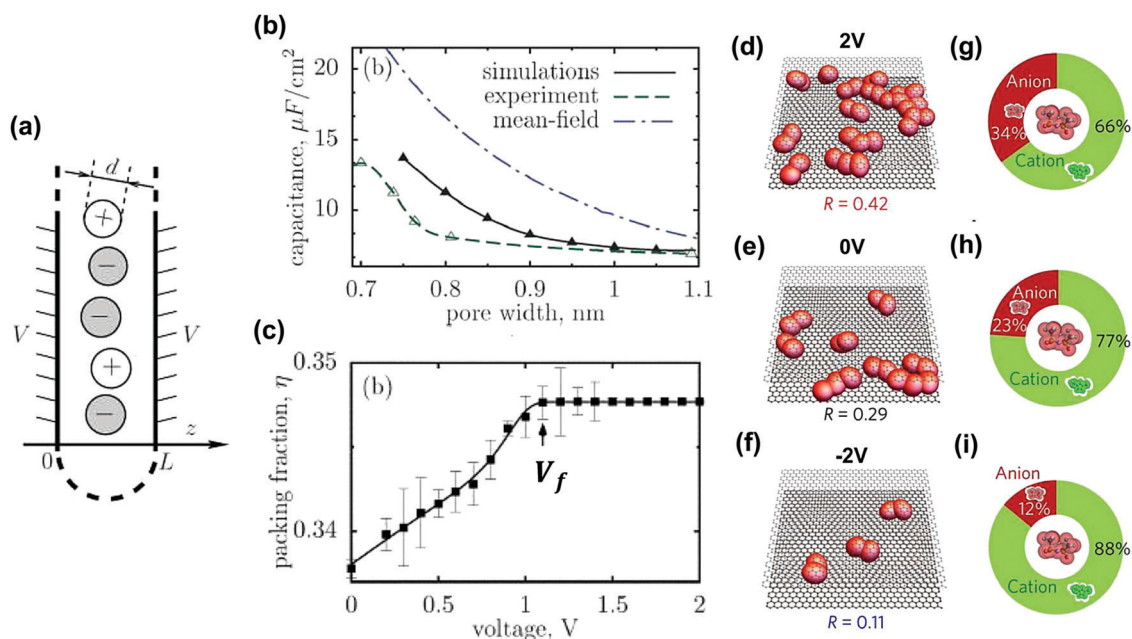 (a)
d
+
−
−
+
−
V
V
z
0
L
(b)
(b)
capacitance, μF/cm²
20
15
10
simulations
experiment
mean-field
0.7
0.8
0.9
1
1.1
pore width, nm
(c)
(b)
packing fraction, η
0.35
0.34
V_f
0
0.5
1
1.5
2
voltage, V
(d)
2V
R = 0.42
(e)
0V
R = 0.29
(f)
-2V
R = 0.11
(g)
Anion
34%
66%
Cation
(h)
Anion
23%
77%
Cation
(i)
Anion
12%
88%
Cation